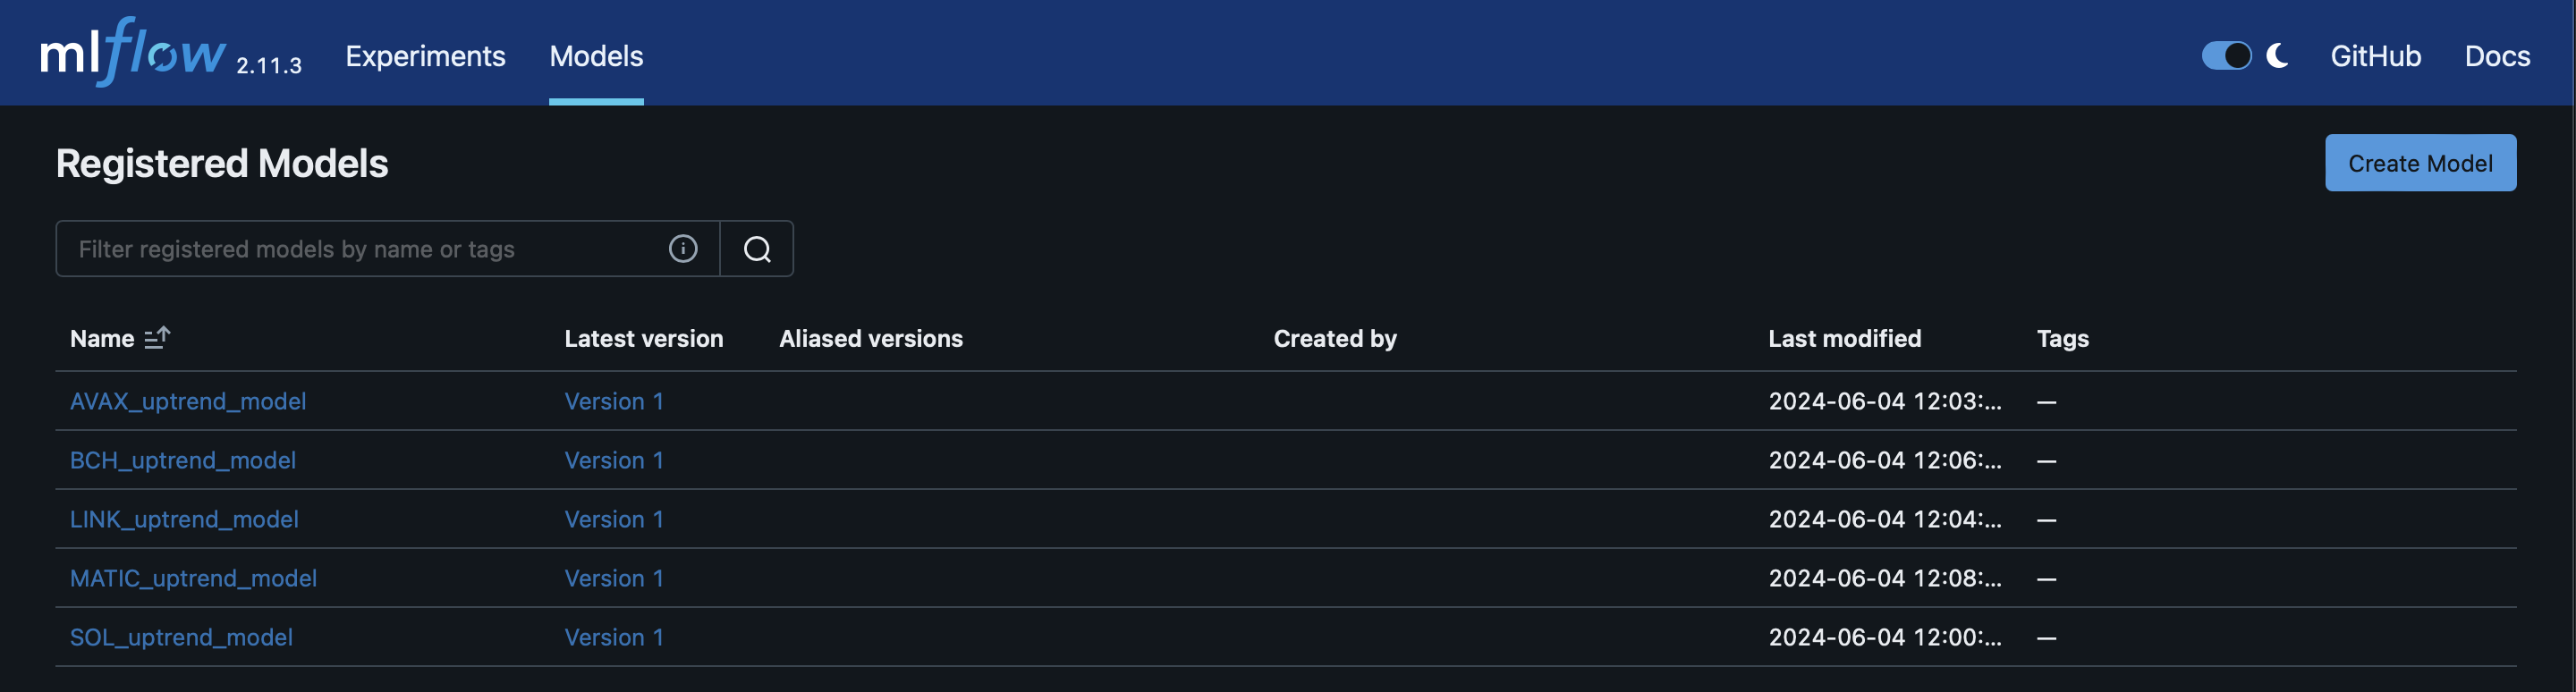 mlflow 2.11.3 Experiments Models GitHub Docs
Registered Models Create Model
Filter registered models by name or tags
Name Latest version Aliased versions Created by Last modified Tags
AVAX_uptrend_model Version 1 2024-06-04 12:03:... —
BCH_uptrend_model Version 1 2024-06-04 12:06:... —
LINK_uptrend_model Version 1 2024-06-04 12:04:... —
MATIC_uptrend_model Version 1 2024-06-04 12:08:... —
SOL_uptrend_model Version 1 2024-06-04 12:00:... —